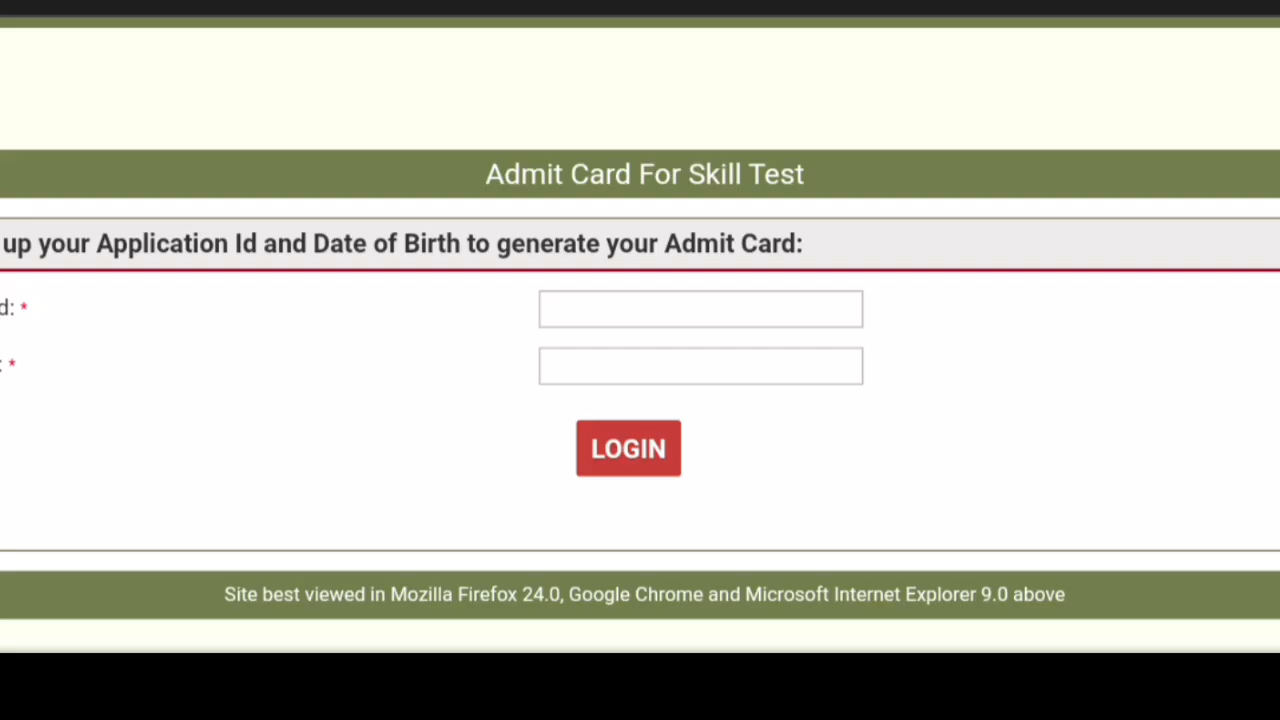 Admit Card For Skill Test
up your Application Id and Date of Birth to generate your Admit Card:
d: *
: *
LOGIN
Site best viewed in Mozilla Firefox 24.0, Google Chrome and Microsoft Internet Explorer 9.0 above